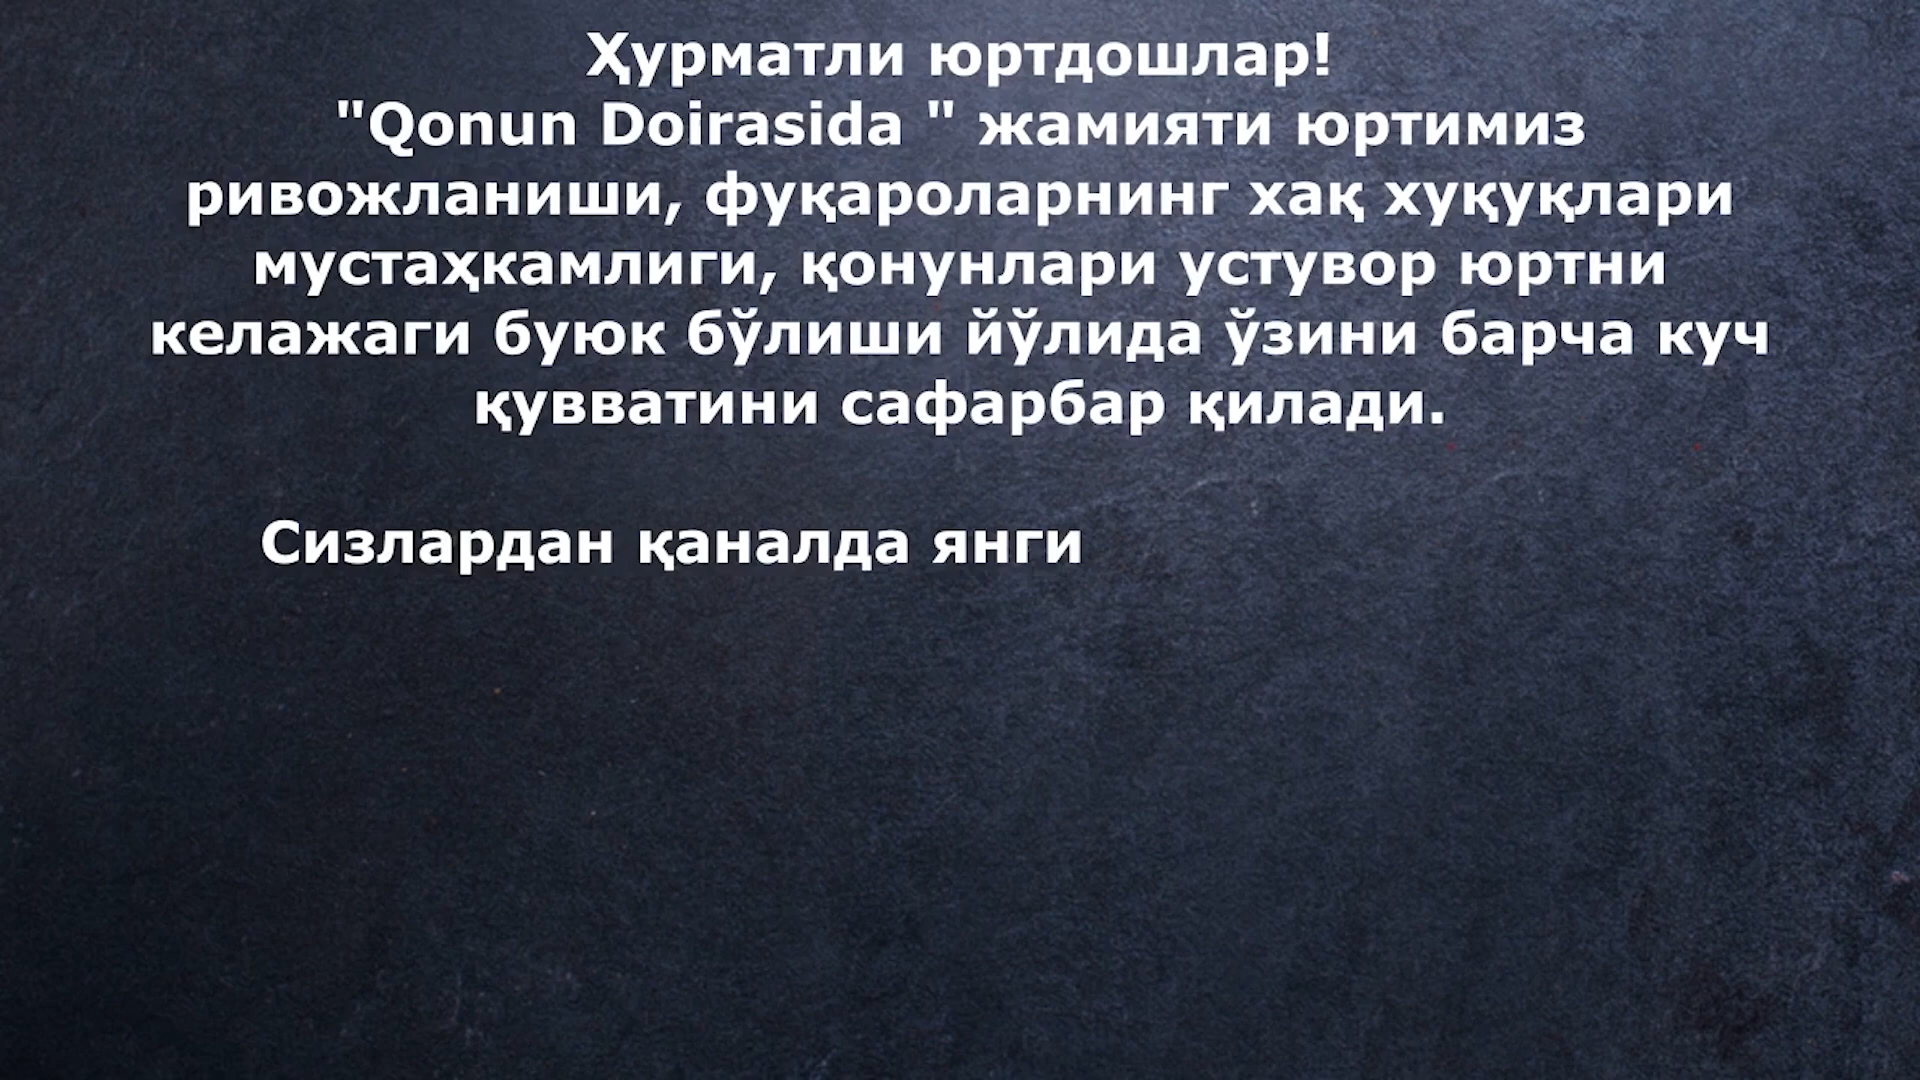 Ҳурматли юртдошлар!
"Qonun Doirasida " жамияти юртимиз
ривожланиши, фуқароларнинг хақ хуқуқлари
мустаҳкамлиги, қонунлари устувор юртни
келажаги буюк бўлиши йўлида ўзини барча куч
қувватини сафарбар қилади.
Сизлардан қаналда янги